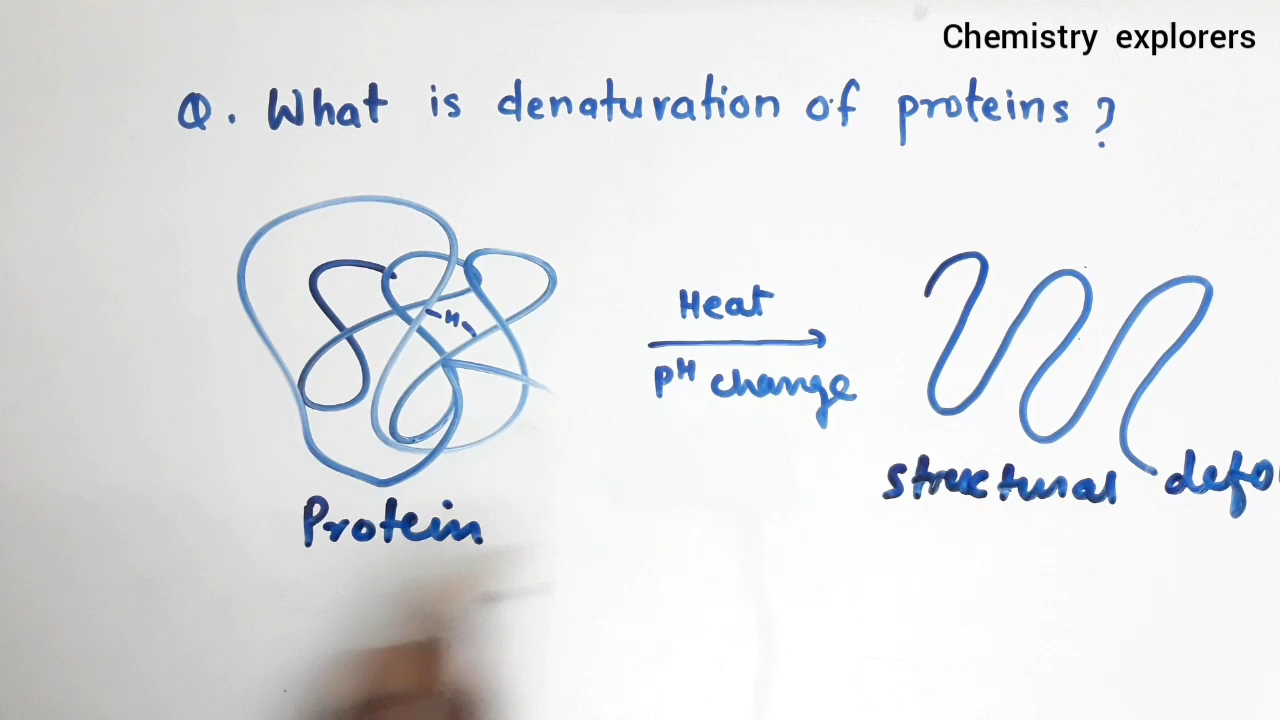 Chemistry explorers
Q. What is denaturation of proteins?
-H-
Heat
pH change
structural
Protein